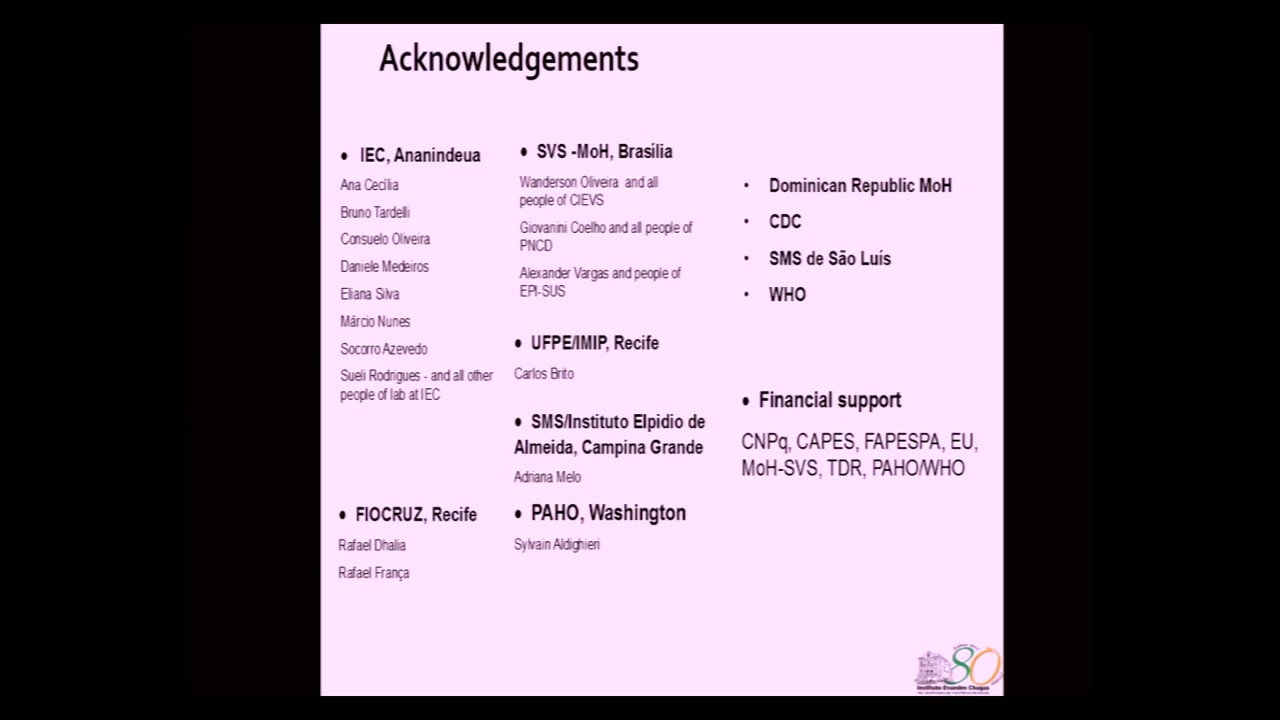 Acknowledgements
• IEC, Ananindeua
Ana Cecília
Bruno Tardelli
Consuelo Oliveira
Daniele Medeiros
Eliana Silva
Márcio Nunes
Socorro Azevedo
Sueli Rodrigues - and all other
people of lab at IEC
• FIOCRUZ, Recife
Rafael Dhalia
Rafael França
• SVS -MoH, Brasília
Wanderson Oliveira and all
people of CIEVS
Giovanini Coelho and all people of
PNCD
Alexander Vargas and people of
EPI-SUS
• UFPE/IMIP, Recife
Carlos Brito
• SMS/Instituto Elpidio de
Almeida, Campina Grande
Adriana Melo
• PAHO, Washington
Sylvain Aldighieri
• Dominican Republic MoH
• CDC
• SMS de São Luís
• WHO
• Financial support
CNPq, CAPES, FAPESPA, EU,
MoH-SVS, TDR, PAHO/WHO
80
Instituto Evandro Chagas